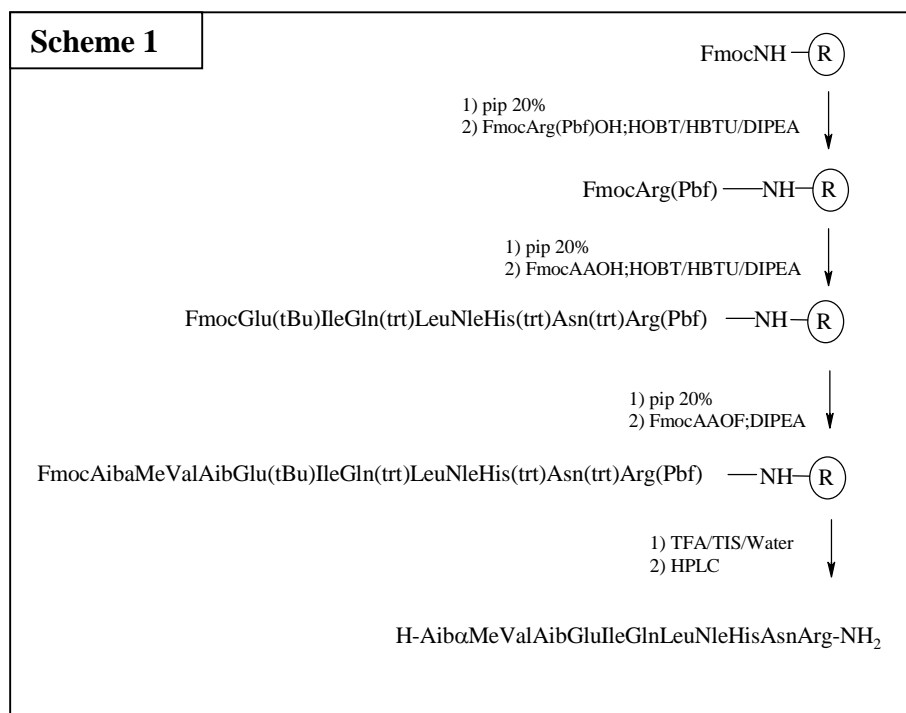 Scheme 1
FmocNH R
1) pip 20%
2) FmocArg(Pbf)OH;HOBT/HBTU/DIPEA
FmocArg(Pbf) NH R
1) pip 20%
2) FmocAAOH;HOBT/HBTU/DIPEA
FmocGlu(tBu)IleGln(trt)LeuNleHis(trt)Asn(trt)Arg(Pbf) NH R
1) pip 20%
2) FmocAAOF;DIPEA
FmocAibaMeValAibGlu(tBu)IleGln(trt)LeuNleHis(trt)Asn(trt)Arg(Pbf) NH R
1) TFA/TIS/Water
2) HPLC
H-AibαMeValAibGluIleGlnLeuNleHisAsnArg-NH₂